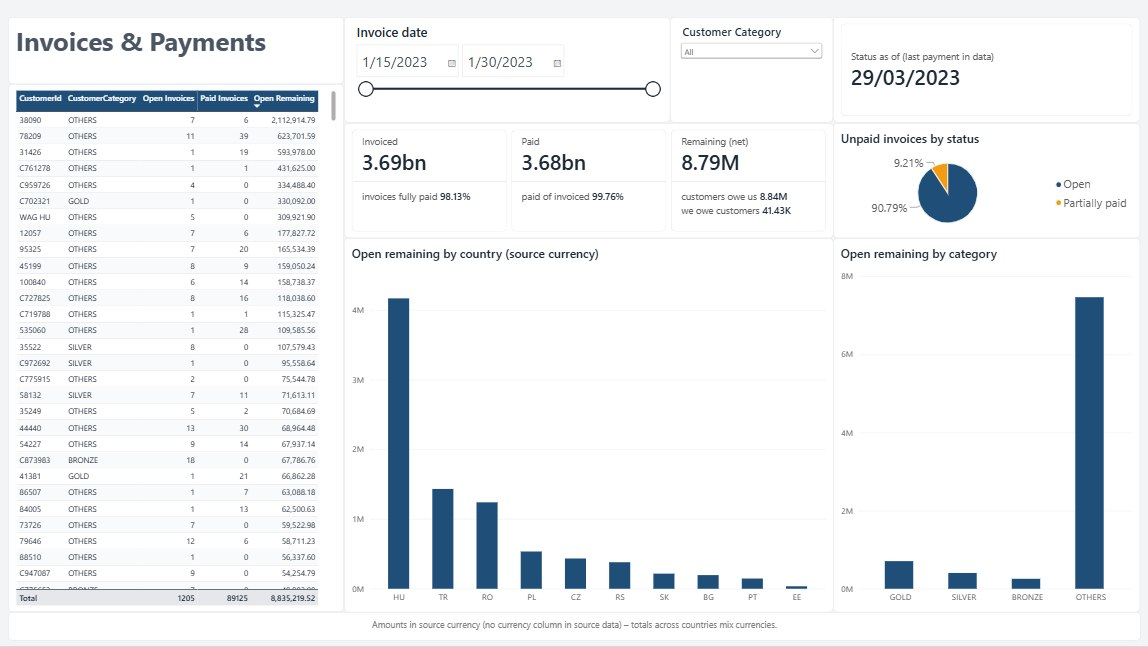 Invoices & Payments
CustomerId CustomerCategory Open Invoices Paid Invoices Open Remaining
38090 OTHERS 7 6 2,112,914.79
78209 OTHERS 11 39 623,701.59
31426 OTHERS 1 19 593,978.00
C761278 OTHERS 1 1 431,625.00
C959726 OTHERS 4 0 334,488.40
C702321 GOLD 1 0 330,092.00
WAG HU OTHERS 5 0 309,921.90
12057 OTHERS 7 6 177,827.72
95325 OTHERS 7 20 165,534.39
45199 OTHERS 8 9 159,050.24
100840 OTHERS 6 14 158,738.37
C727825 OTHERS 8 16 118,038.60
C719788 OTHERS 1 1 115,325.47
535060 OTHERS 1 28 109,585.56
35522 SILVER 8 0 107,579.43
C972692 SILVER 1 0 95,558.64
C775915 OTHERS 2 0 75,544.78
58132 SILVER 7 11 71,613.11
35249 OTHERS 5 2 70,684.69
44440 OTHERS 13 30 68,964.48
54227 OTHERS 9 14 67,937.14
C873983 BRONZE 18 0 67,786.76
41381 GOLD 1 21 66,862.28
86507 OTHERS 1 7 63,088.18
84005 OTHERS 1 13 62,500.63
73726 OTHERS 7 0 59,522.98
79646 OTHERS 12 6 58,711.23
88510 OTHERS 1 0 56,337.60
C947087 OTHERS 9 0 54,254.79
Total 1205 89125 8,835,219.52
Invoice date
1/15/2023 1/30/2023
Customer Category
All
Status as of (last payment in data)
29/03/2023
Invoiced
3.69bn
invoices fully paid 98.13%
Paid
3.68bn
paid of invoiced 99.76%
Remaining (net)
8.79M
customers owe us 8.84M
we owe customers 41.43K
Unpaid invoices by status
9.21%
90.79%
Open
Partially paid
Open remaining by country (source currency)
4M
3M
2M
1M
0M
HU TR RO PL CZ RS SK BG PT EE
Open remaining by category
8M
6M
4M
2M
0M
GOLD SILVER BRONZE OTHERS
Amounts in source currency (no currency column in source data) – totals across countries mix currencies.